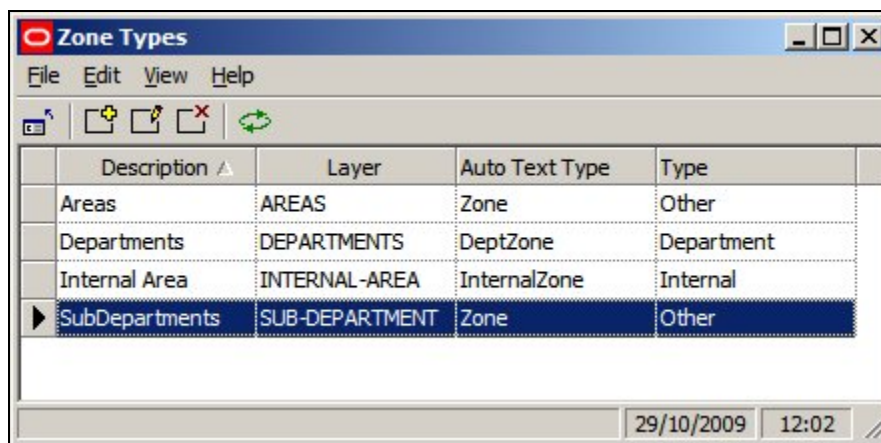 Zone Types
File Edit View Help
Description Layer Auto Text Type Type
Areas AREAS Zone Other
Departments DEPARTMENTS DeptZone Department
Internal Area INTERNAL-AREA InternalZone Internal
SubDepartments SUB-DEPARTMENT Zone Other
29/10/2009 12:02